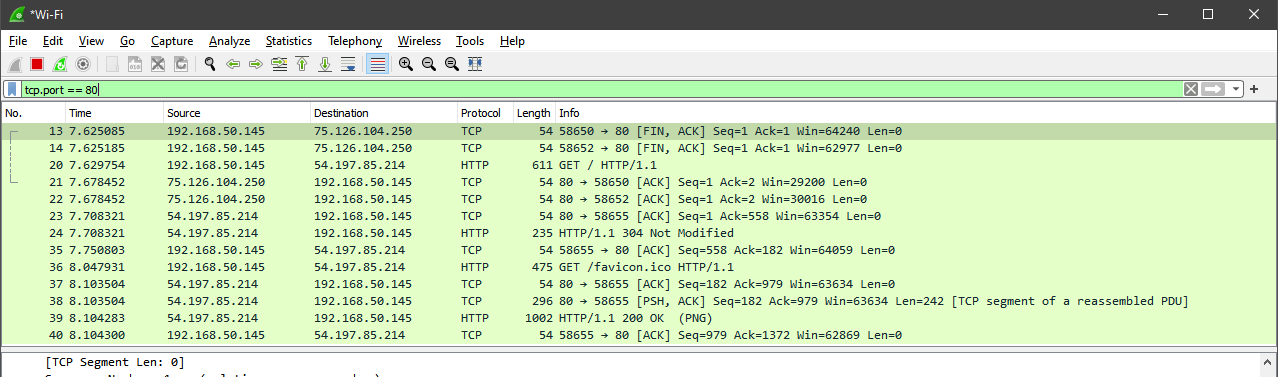 *Wi-Fi
File Edit View Go Capture Analyze Statistics Telephony Wireless Tools Help
tcp.port == 80
No. Time Source Destination Protocol Length Info
13 7.625085 192.168.50.145 75.126.104.250 TCP 54 58650 → 80 [FIN, ACK] Seq=1 Ack=1 Win=64240 Len=0
14 7.625185 192.168.50.145 75.126.104.250 TCP 54 58652 → 80 [FIN, ACK] Seq=1 Ack=1 Win=62977 Len=0
20 7.629754 192.168.50.145 54.197.85.214 HTTP 611 GET / HTTP/1.1
21 7.678452 75.126.104.250 192.168.50.145 TCP 54 80 → 58650 [ACK] Seq=1 Ack=2 Win=29200 Len=0
22 7.678452 75.126.104.250 192.168.50.145 TCP 54 80 → 58652 [ACK] Seq=1 Ack=2 Win=30016 Len=0
23 7.708321 54.197.85.214 192.168.50.145 TCP 54 80 → 58655 [ACK] Seq=1 Ack=558 Win=63354 Len=0
24 7.708321 54.197.85.214 192.168.50.145 HTTP 235 HTTP/1.1 304 Not Modified
35 7.750803 192.168.50.145 54.197.85.214 TCP 54 58655 → 80 [ACK] Seq=558 Ack=182 Win=64059 Len=0
36 8.047931 192.168.50.145 54.197.85.214 HTTP 475 GET /favicon.ico HTTP/1.1
37 8.103504 54.197.85.214 192.168.50.145 TCP 54 80 → 58655 [ACK] Seq=182 Ack=979 Win=63634 Len=0
38 8.103504 54.197.85.214 192.168.50.145 TCP 296 80 → 58655 [PSH, ACK] Seq=182 Ack=979 Win=63634 Len=242 [TCP segment of a reassembled PDU]
39 8.104283 54.197.85.214 192.168.50.145 HTTP 1002 HTTP/1.1 200 OK (PNG)
40 8.104300 192.168.50.145 54.197.85.214 TCP 54 58655 → 80 [ACK] Seq=979 Ack=1372 Win=62869 Len=0
[TCP Segment Len: 0]